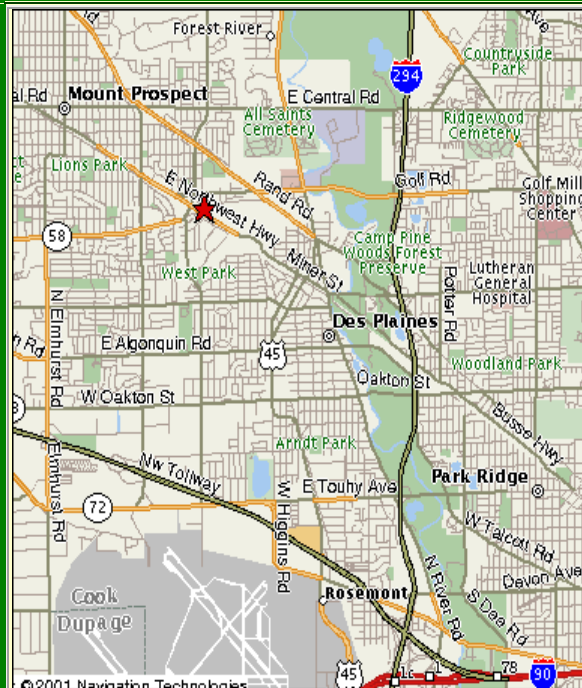 Forest River
294
Countryside
Park
Mount Prospect
E Central Rd
All Saints
Cemetery
Ridgewood
Cemetery
Lions Park
E Northwest Hwy
Rand Rd
Golf Rd
Golf Mill
Shopping
Center
58
Miner St
Camp Pine
Woods Forest
Preserve
West Park
Potter Rd
Lutheran
General
Hospital
N Elmhurst Rd
Des Plaines
E Algonquin Rd
45
Woodland Park
Oakton St
W Oakton St
Busse Hwy
Arndt Park
Nw Tollway
Elmhurst Rd
E Touhy Ave
Park Ridge
72
W Higgins Rd
W Talcott Rd
Devon Ave
Cook
Dupage
Rosemont
N River Rd
S Dee Rd
45
1
78
90
©2001 Navigation Technologies